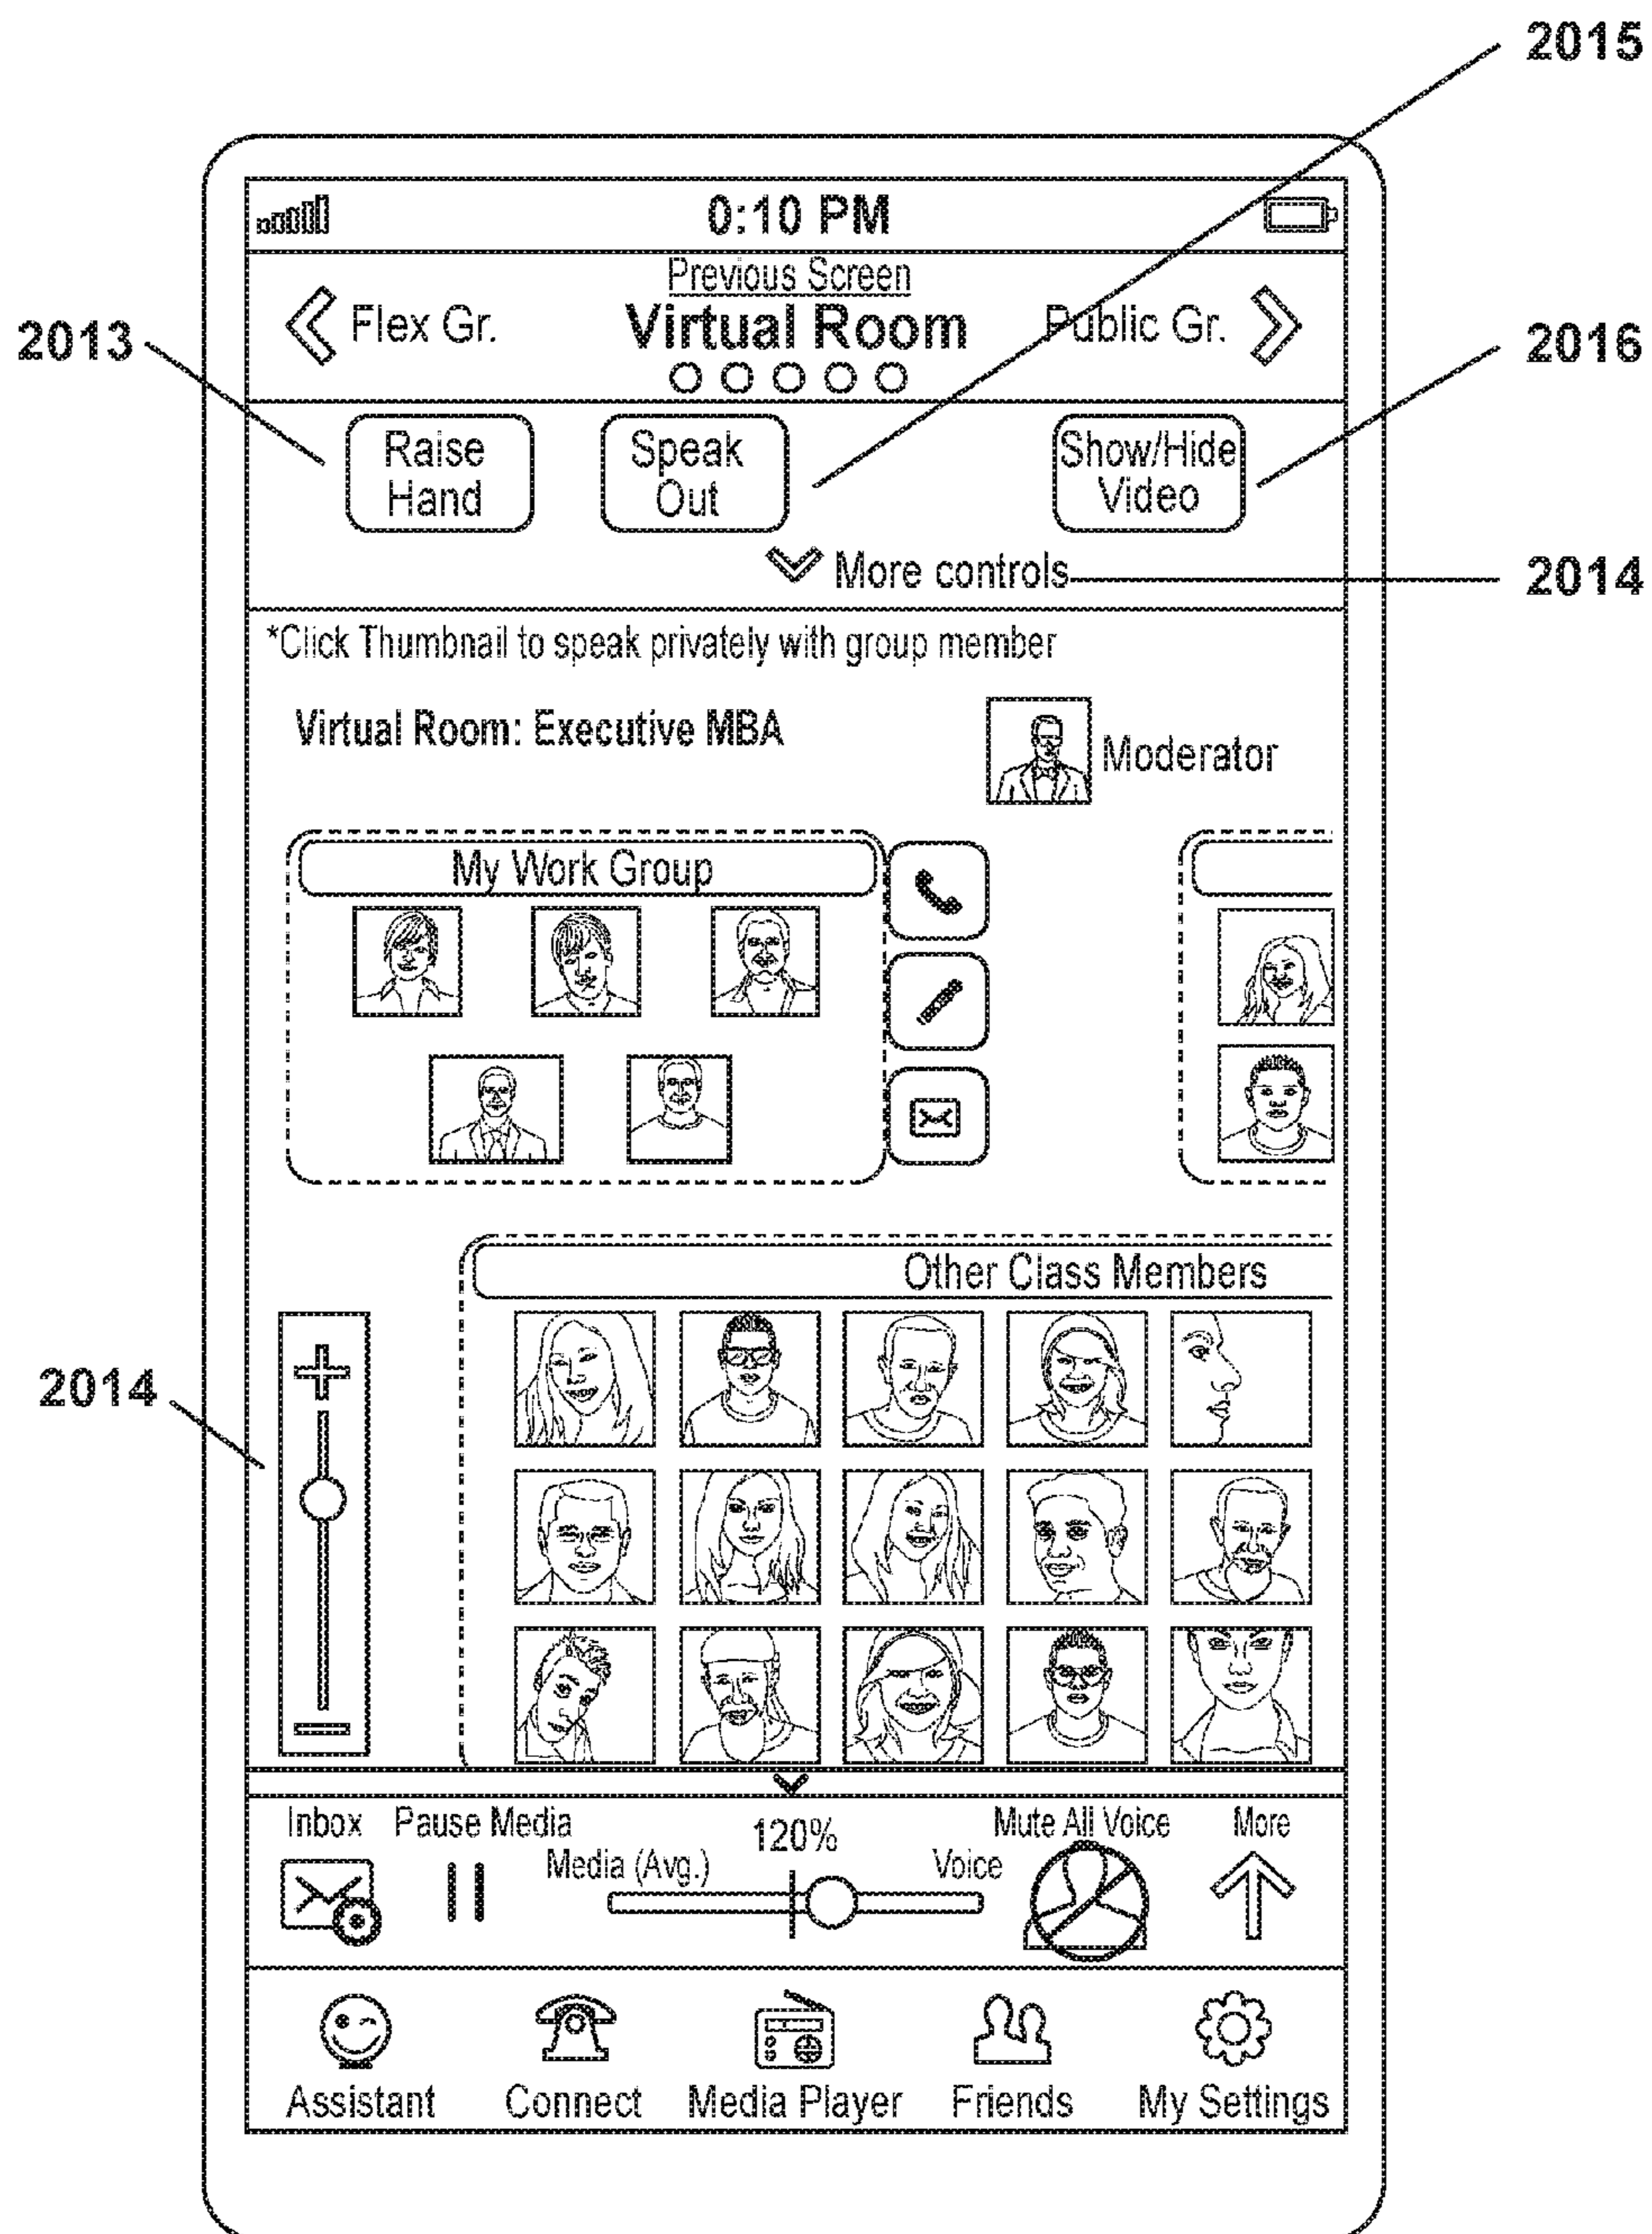 2015
0:10 PM
Previous Screen
Flex Gr. Virtual Room Public Gr.
2013
2016
Raise Hand
Speak Out
Show/Hide Video
More controls
2014
*Click Thumbnail to speak privately with group member
Virtual Room: Executive MBA
Moderator
My Work Group
Other Class Members
2014
Inbox Pause Media 120% Mute All Voice More
Media (Avg.) Voice
Assistant Connect Media Player Friends My Settings